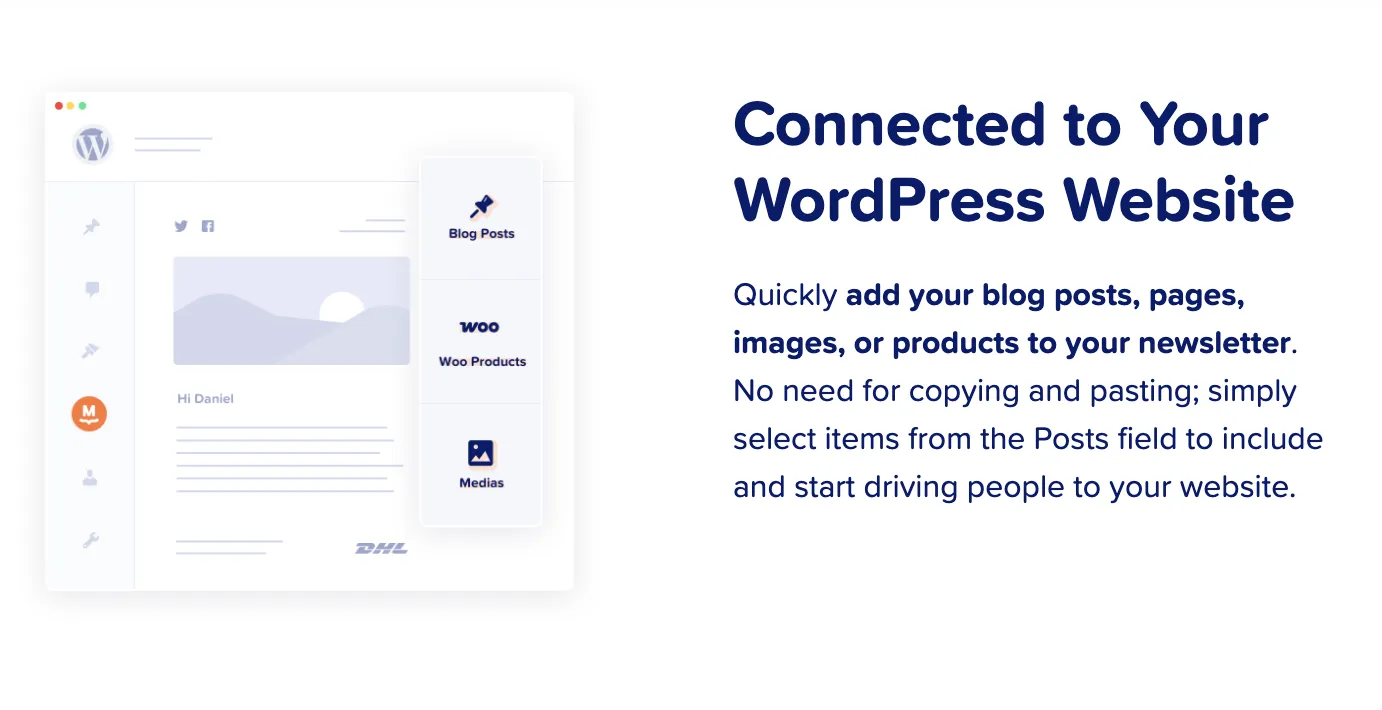 Connected to Your
WordPress Website
Quickly add your blog posts, pages,
images, or products to your newsletter.
No need for copying and pasting; simply
select items from the Posts field to include
and start driving people to your website.
W
Blog Posts
Woo
Woo Products
Hi Daniel
M
Medias
DHL